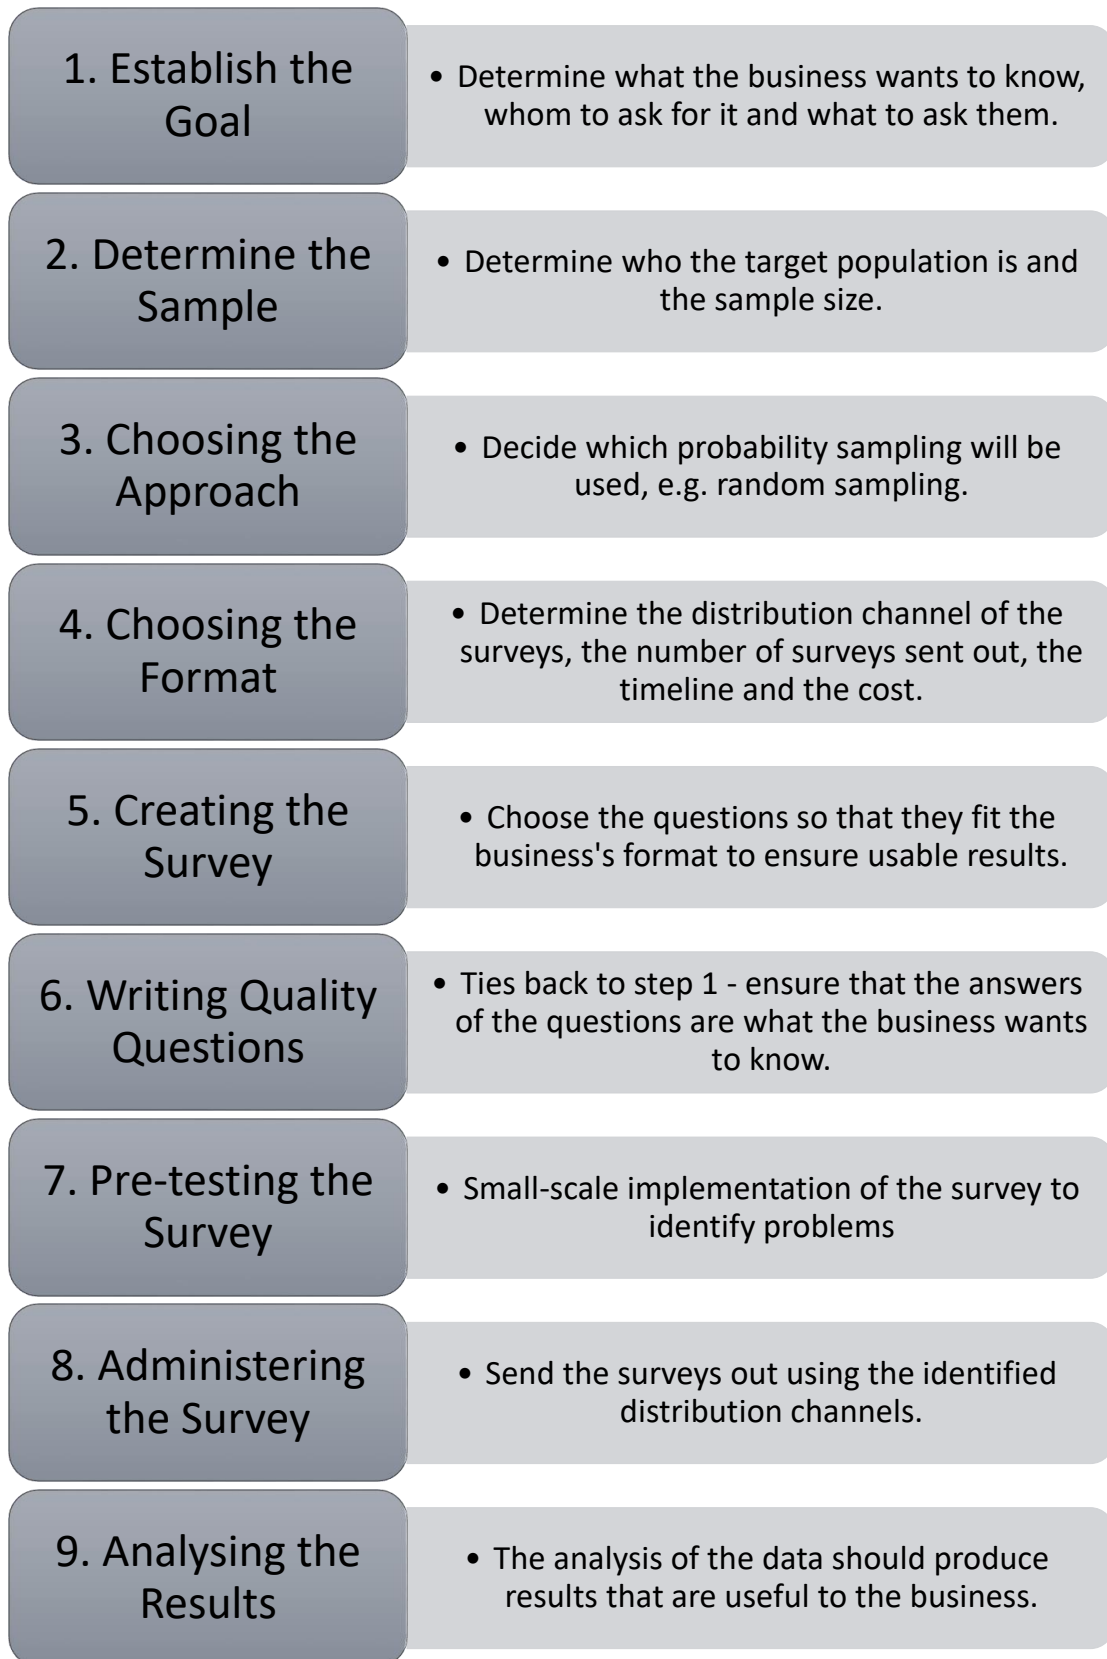 1. Establish the
Goal
• Determine what the business wants to know,
whom to ask for it and what to ask them.
2. Determine the
Sample
• Determine who the target population is and
the sample size.
3. Choosing the
Approach
• Decide which probability sampling will be
used, e.g. random sampling.
4. Choosing the
Format
• Determine the distribution channel of the
surveys, the number of surveys sent out, the
timeline and the cost.
5. Creating the
Survey
• Choose the questions so that they fit the
business's format to ensure usable results.
6. Writing Quality
Questions
• Ties back to step 1 - ensure that the answers
of the questions are what the business wants
to know.
7. Pre-testing the
Survey
• Small-scale implementation of the survey to
identify problems
8. Administering
the Survey
• Send the surveys out using the identified
distribution channels.
9. Analysing the
Results
• The analysis of the data should produce
results that are useful to the business.